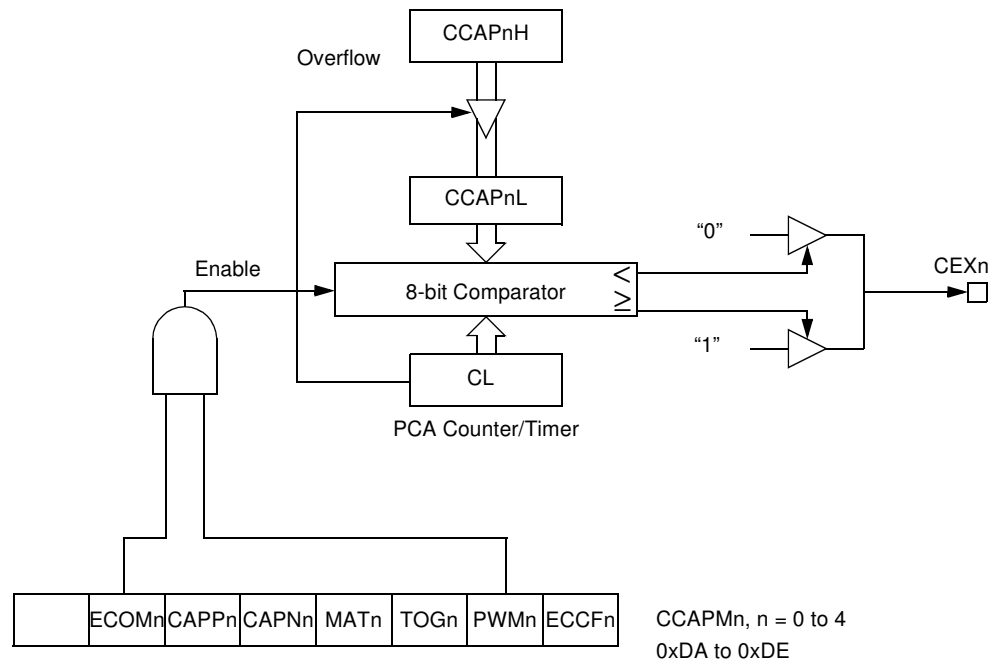 CCAPnH
Overflow
CCAPnL
“0”
Enable
<
CEXn
8-bit Comparator
≥
“1”
CL
PCA Counter/Timer
ECOMn CAPPn CAPNn MATn TOGn PWMn ECCFn
CCAPMn, n = 0 to 4
0xDA to 0xDE